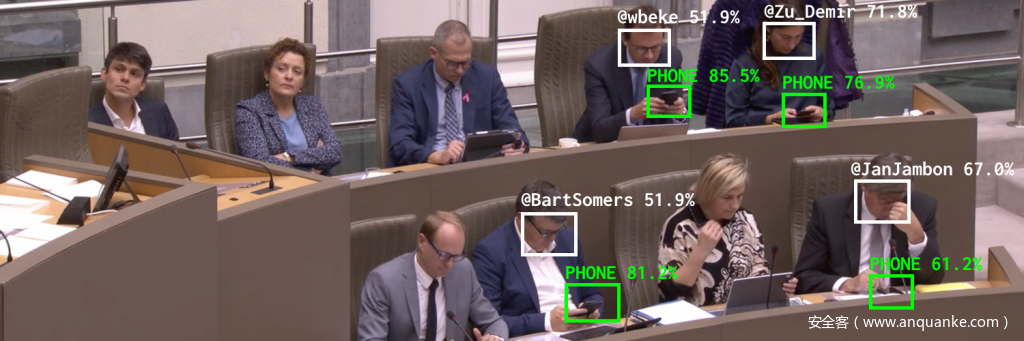 @wbeke 51.9%
@Zu_Demir 71.8%
PHONE 85.5%
PHONE 76.9%
@JanJambon 67.0%
@BartSomers 51.9%
PHONE 81.2%
PHONE 61.2%
安全客（www.anquanke.com）